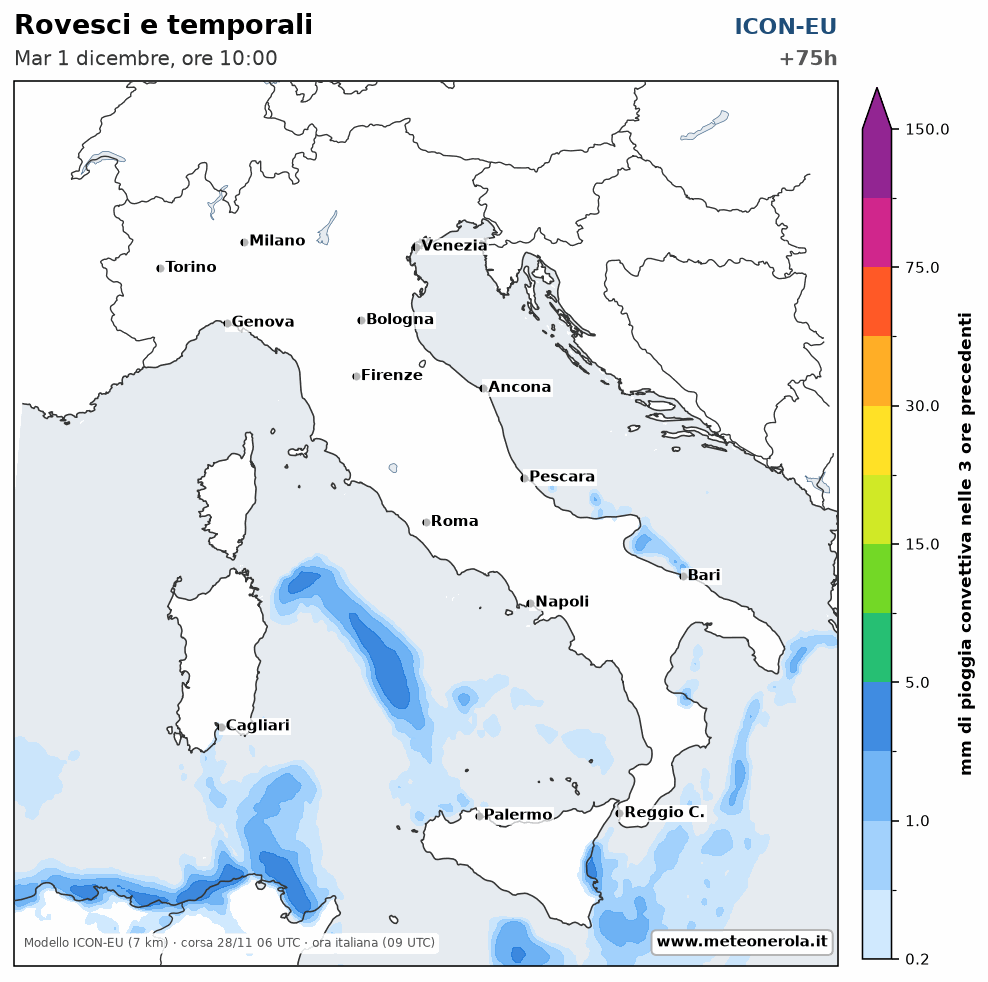 Rovesci e temporali
ICON-EU
Mar 1 dicembre, ore 10:00
+75h
Milano
Venezia
Torino
Genova
Bologna
Firenze
Ancona
Pescara
Roma
Bari
Napoli
Cagliari
Palermo
Reggio C.
Modello ICON-EU (7 km) · corsa 28/11 06 UTC · ora italiana (09 UTC)
www.meteonerola.it
150.0
75.0
30.0
15.0
5.0
1.0
0.2
mm di pioggia convettiva nelle 3 ore precedenti